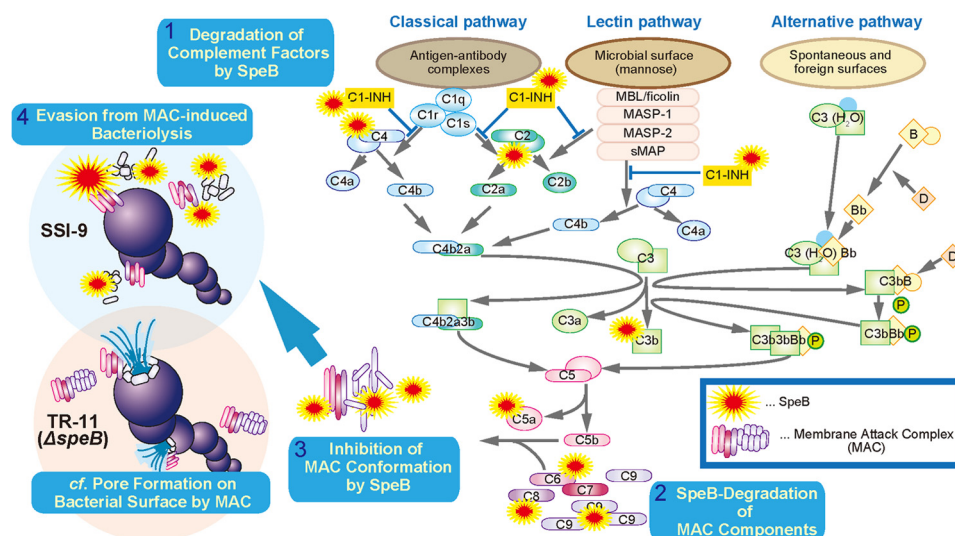 Classical pathway
Lectin pathway
Alternative pathway
1 Degradation of
Complement Factors
by SpeB
Antigen-antibody
complexes
Microbial surface
(mannose)
Spontaneous and
foreign surfaces
C1-INH
C1q
C1r
C1s
C1-INH
MBL/ficolin
MASP-1
MASP-2
sMAP
C3 (H2O)
B
4 Evasion from MAC-induced
Bacteriolysis
C4
C2
C1-INH
C4a
C4b
C2a
C2b
C4
C4b
C4a
D
Bb
SSI-9
C4b2a
C3
C3 (H2O) Bb
D
C3bB
P
C4b2a3b
C3a
C3b
C3b3bBb P
C3bBb P
TR-11
(ΔspeB)
C5
C5a
C5b
3 Inhibition of
MAC Conformation
by SpeB
cf. Pore Formation on
Bacterial Surface by MAC
C6
C7
C8
C9
C9
C9
C9
2 SpeB-Degradation
of
MAC Components
... SpeB
... Membrane Attack Complex
(MAC)